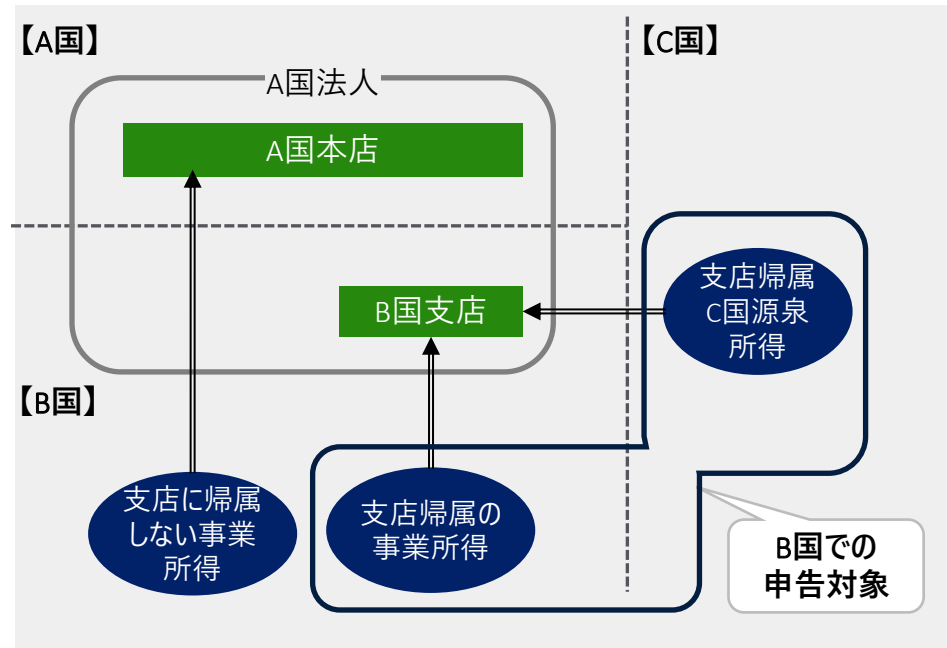 【A国】
【C国】
A国法人
A国本店
B国支店
支店帰属
C国源泉
所得
【B国】
支店に帰属
しない事業
所得
支店帰属の
事業所得
B国での
申告対象